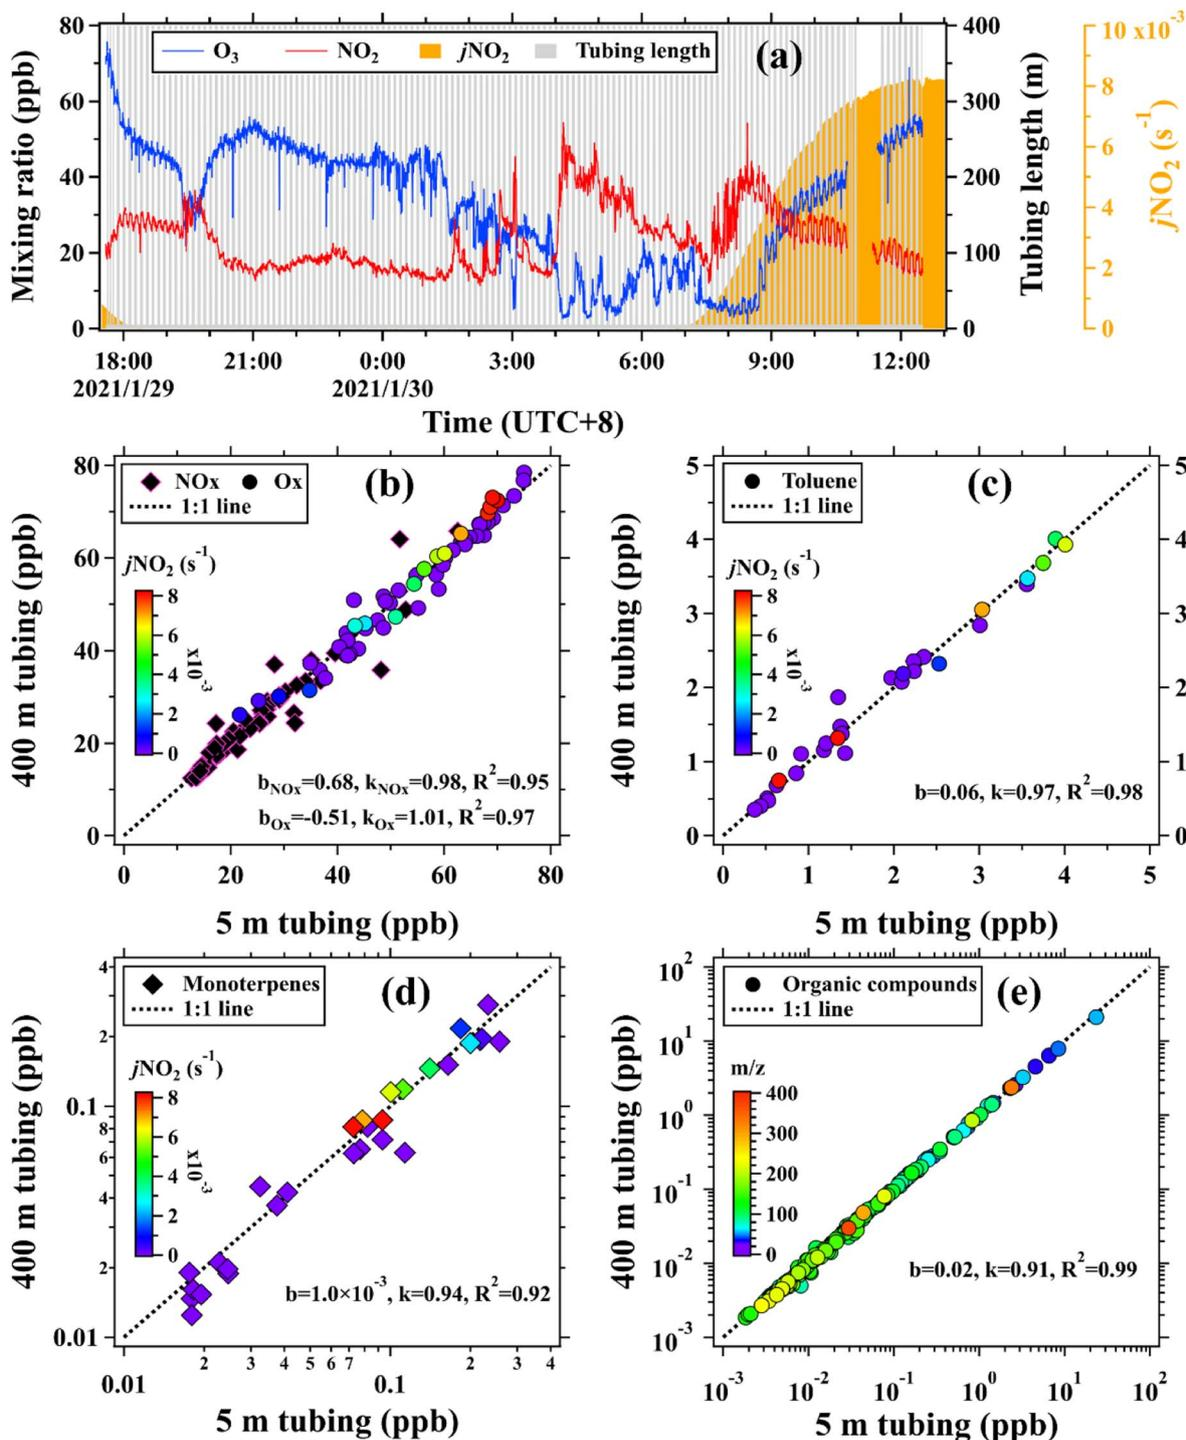 O3 NO2 jNO2 Tubing length
(a)
Mixing ratio (ppb)
80
60
40
20
0
400
300
200
100
0
Tubing length (m)
10 x10-3
8
6
4
2
0
jNO2 (s-1)
18:00 21:00 0:00 3:00 6:00 9:00 12:00
2021/1/29 2021/1/30
Time (UTC+8)
NOx Ox
1:1 line
(b)
jNO2 (s-1)
8
6
4
2
0
x10-3
400 m tubing (ppb)
80
60
40
20
0
bNOx=0.68, kNOx=0.98, R2=0.95
bOx=-0.51, kOx=1.01, R2=0.97
0 20 40 60 80
5 m tubing (ppb)
Toluene
1:1 line
(c)
jNO2 (s-1)
8
6
4
2
0
x10-3
400 m tubing (ppb)
5
4
3
2
1
0
5
4
3
2
1
0
b=0.06, k=0.97, R2=0.98
0 1 2 3 4 5
5 m tubing (ppb)
Monoterpenes
1:1 line
(d)
jNO2 (s-1)
8
6
4
2
0
x10-3
400 m tubing (ppb)
4
2
0.1
8
6
4
2
0.01
b=1.0×10-3, k=0.94, R2=0.92
2 3 4 5 6 7 2 3 4
0.01 0.1
5 m tubing (ppb)
Organic compounds
1:1 line
(e)
m/z
400
300
200
100
0
400 m tubing (ppb)
102
101
100
10-1
10-2
10-3
b=0.02, k=0.91, R2=0.99
10-3 10-2 10-1 100 101 102
5 m tubing (ppb)